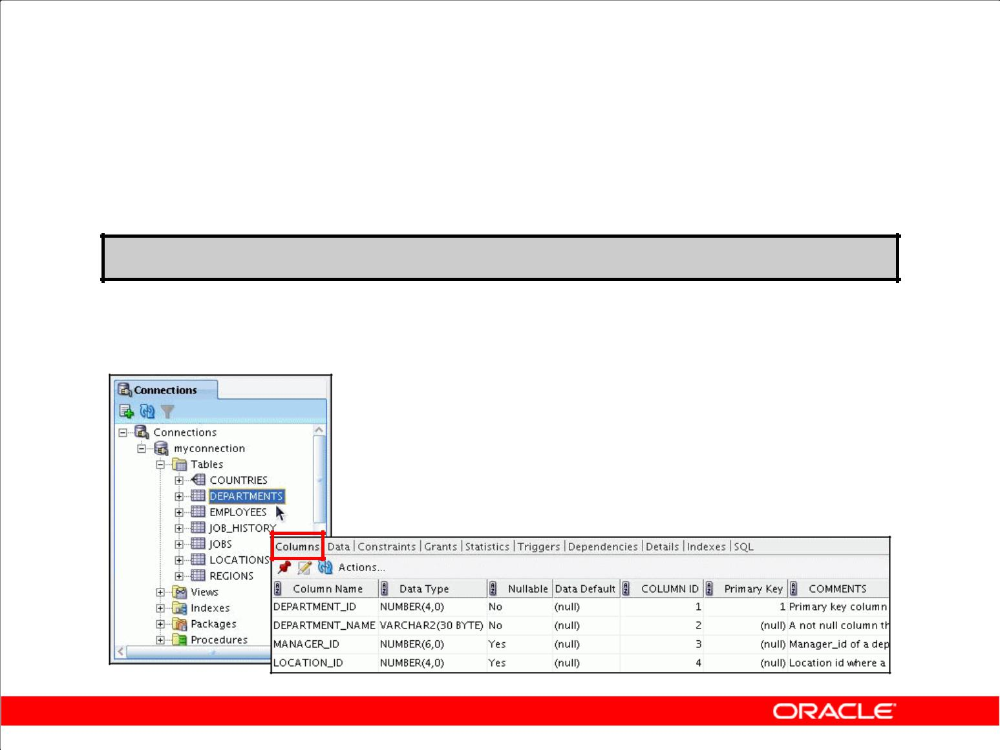 Connections
Connections
myconnection
Tables
COUNTRIES
DEPARTMENTS
EMPLOYEES
JOB_HISTORY
JOBS
LOCATIONS
REGIONS
Views
Indexes
Packages
Procedures
Columns Data Constraints Grants Statistics Triggers Dependencies Details Indexes SQL
Actions...
Column Name Data Type Nullable Data Default COLUMN ID Primary Key COMMENTS
DEPARTMENT_ID NUMBER(4,0) No (null) 1 1 Primary key column
DEPARTMENT_NAME VARCHAR2(30 BYTE) No (null) 2 (null) A not null column th
MANAGER_ID NUMBER(6,0) Yes (null) 3 (null) Manager_id of a dep
LOCATION_ID NUMBER(4,0) Yes (null) 4 (null) Location id where a
ORACLE